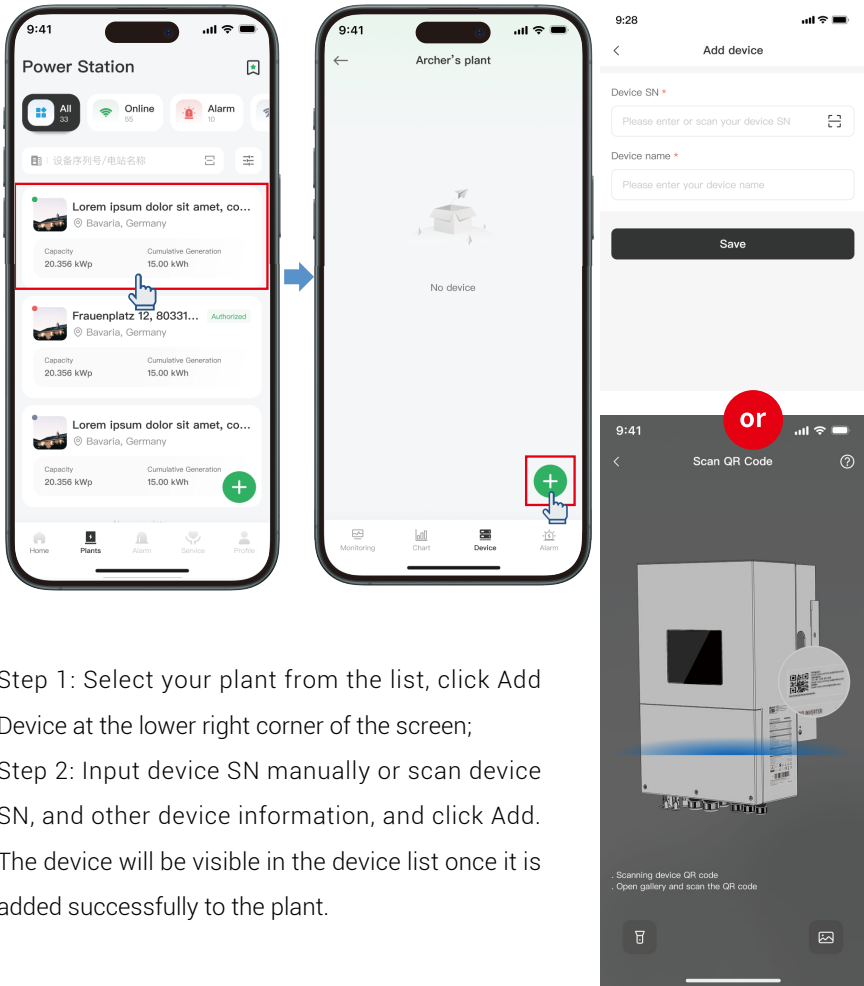 9:41
Power Station
All
33
Online
55
Alarm
10
设备序列号/电站名称
Lorem ipsum dolor sit amet, co...
Bavaria, Germany
Capacity
Cumulative Generation
20.356 kWp
15.00 kWh
Frauenplatz 12, 80331...
Authorized
Bavaria, Germany
Capacity
Cumulative Generation
20.356 kWp
15.00 kWh
Lorem ipsum dolor sit amet, co...
Bavaria, Germany
Capacity
Cumulative Generation
20.356 kWp
15.00 kWh
Home
Plants
Alarm
Service
Profile
9:41
Archer's plant
No device
Monitoring
Chart
Device
Alarm
9:28
Add device
Device SN *
Please enter or scan your device SN
Device name *
Please enter your device name
Save
or
9:41
Scan QR Code
INVERTER
. Scanning device QR code
. Open gallery and scan the QR code
Step 1: Select your plant from the list, click Add
Device at the lower right corner of the screen;
Step 2: Input device SN manually or scan device
SN, and other device information, and click Add.
The device will be visible in the device list once it is
added successfully to the plant.